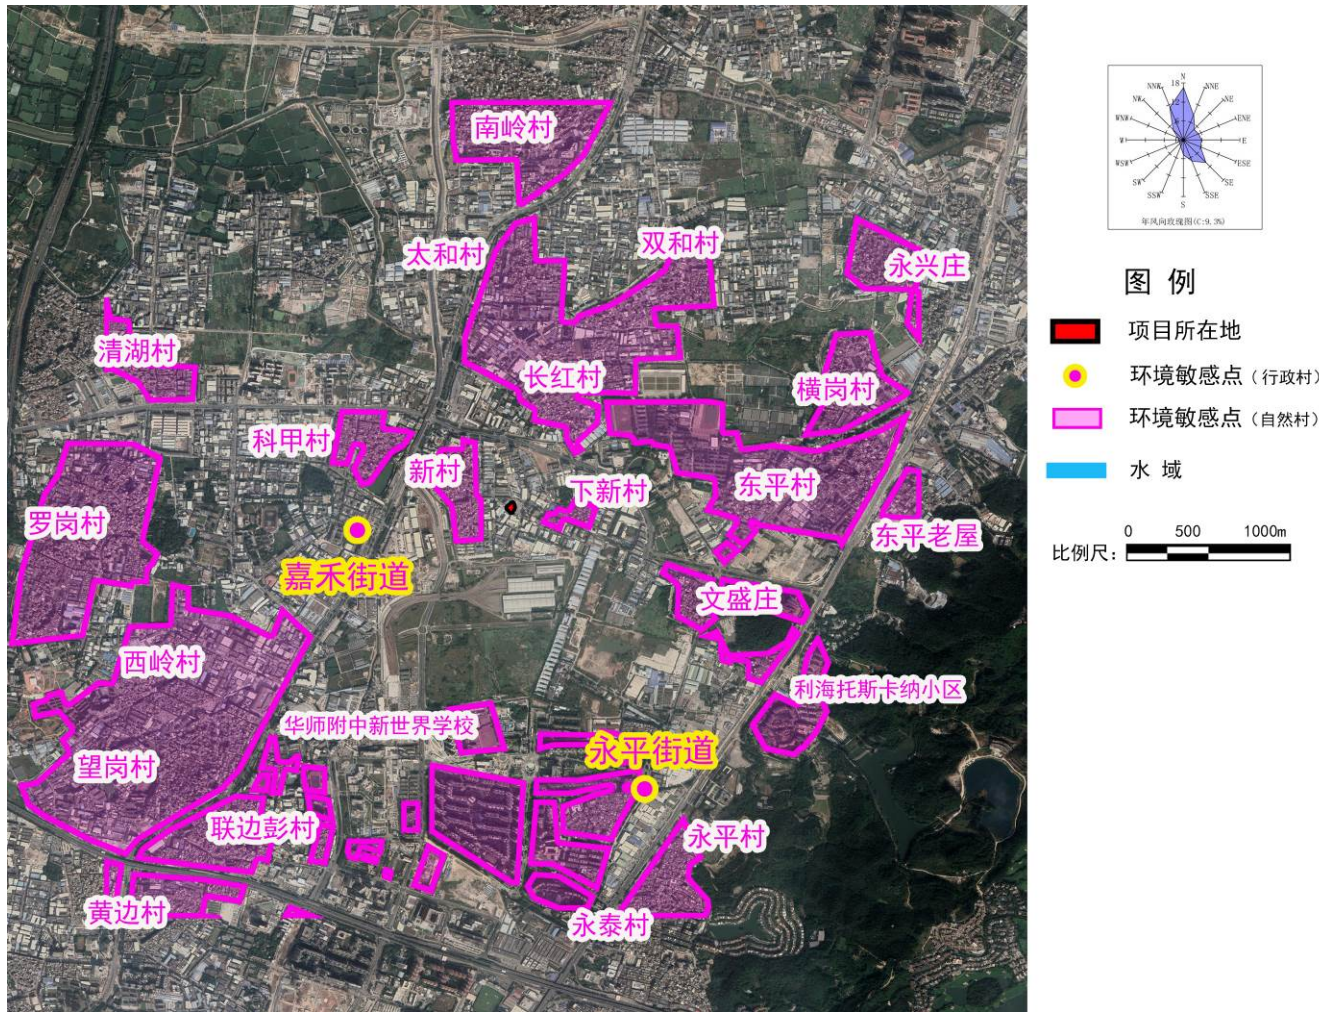 南岭村
太和村
双和村
永兴庄
清湖村
长红村
横岗村
科甲村
新村
下新村
东平村
罗岗村
东平老屋
嘉禾街道
文盛庄
西岭村
利海托斯卡纳小区
华师附中新世界学校
永平街道
望岗村
联边彭村
永平村
黄边村
永泰村
N
NNW
NNE
NW
NE
WNW
ENE
W
E
WSW
ESE
SW
SE
SSW
SSE
S
18
12
年风向玫瑰图(C:9.3%)
图 例
项目所在地
环境敏感点（行政村）
环境敏感点（自然村）
水 域
0 500 1000m
比例尺：